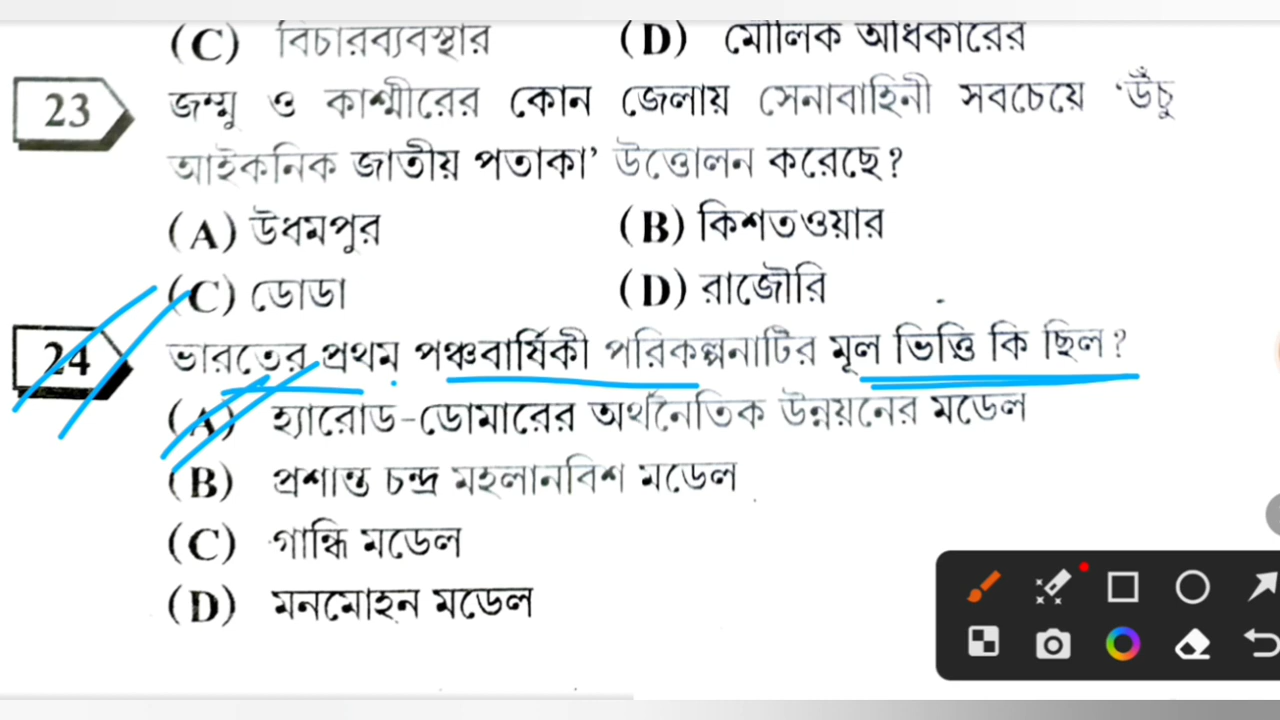 (C) বিচারব্যবস্থার (D) মৌলিক অধিকারের
23 জম্মু ও কাশ্মীরের কোন জেলায় সেনাবাহিনী সবচেয়ে ‘উঁচু
আইকনিক জাতীয় পতাকা’ উত্তোলন করেছে?
(A) উধমপুর (B) কিশতওয়ার
(C) ডোডা (D) রাজৌরি
24 ভারতের প্রথম পঞ্চবার্ষিকী পরিকল্পনাটির মূল ভিত্তি কি ছিল?
(A) হ্যারোড-ডোমারের অর্থনৈতিক উন্নয়নের মডেল
(B) প্রশান্ত চন্দ্র মহলানবিশ মডেল
(C) গান্ধি মডেল
(D) মনমোহন মডেল